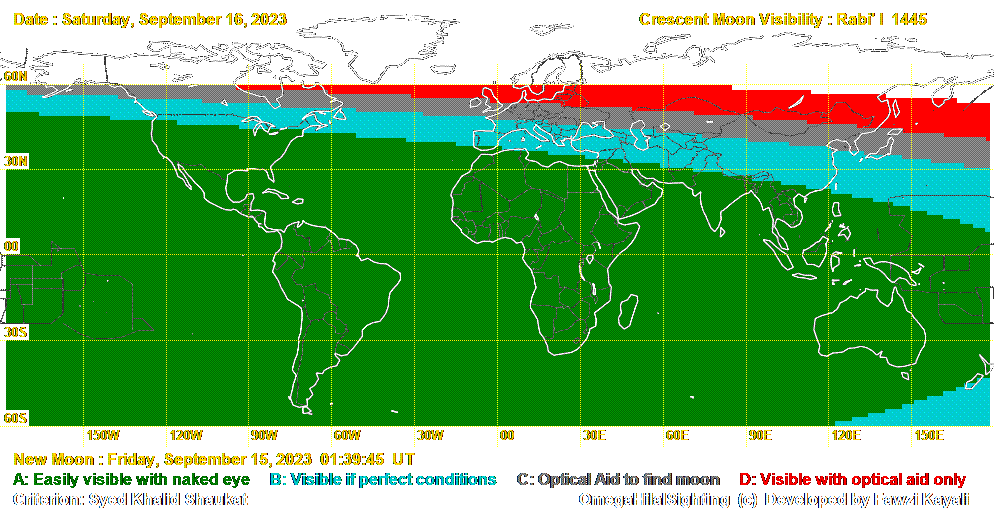 Date : Saturday, September 16, 2023 Crescent Moon Visibility : Rabi' I 1445
60N
30N
00
30S
60S
150W 120W 90W 60W 30W 00 30E 60E 90E 120E 150E
New Moon : Friday, September 15, 2023 01:39:45 UT
A: Easily visible with naked eye B: Visible if perfect conditions C: Optical Aid to find moon D: Visible with optical aid only
Criterion: Syed Khalid Shaukat OmegaHilalSighting (c) Developed by Fawzi Kayali